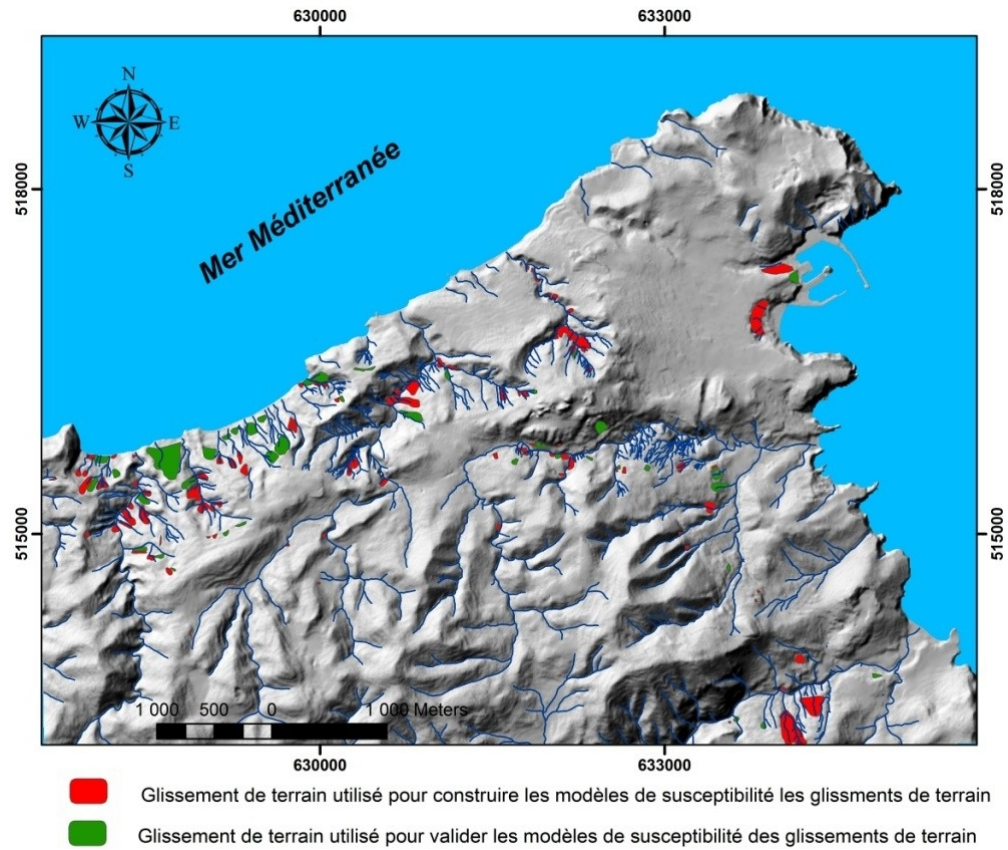 630000 633000
N
W E
S
Mer Méditerranée
518000 518000
515000 515000
1 000 500 0 1 000 Meters
630000 633000
Glissement de terrain utilisé pour construire les modèles de susceptibilité les glissments de terrain
Glissement de terrain utilisé pour valider les modèles de susceptibilité des glissements de terrain